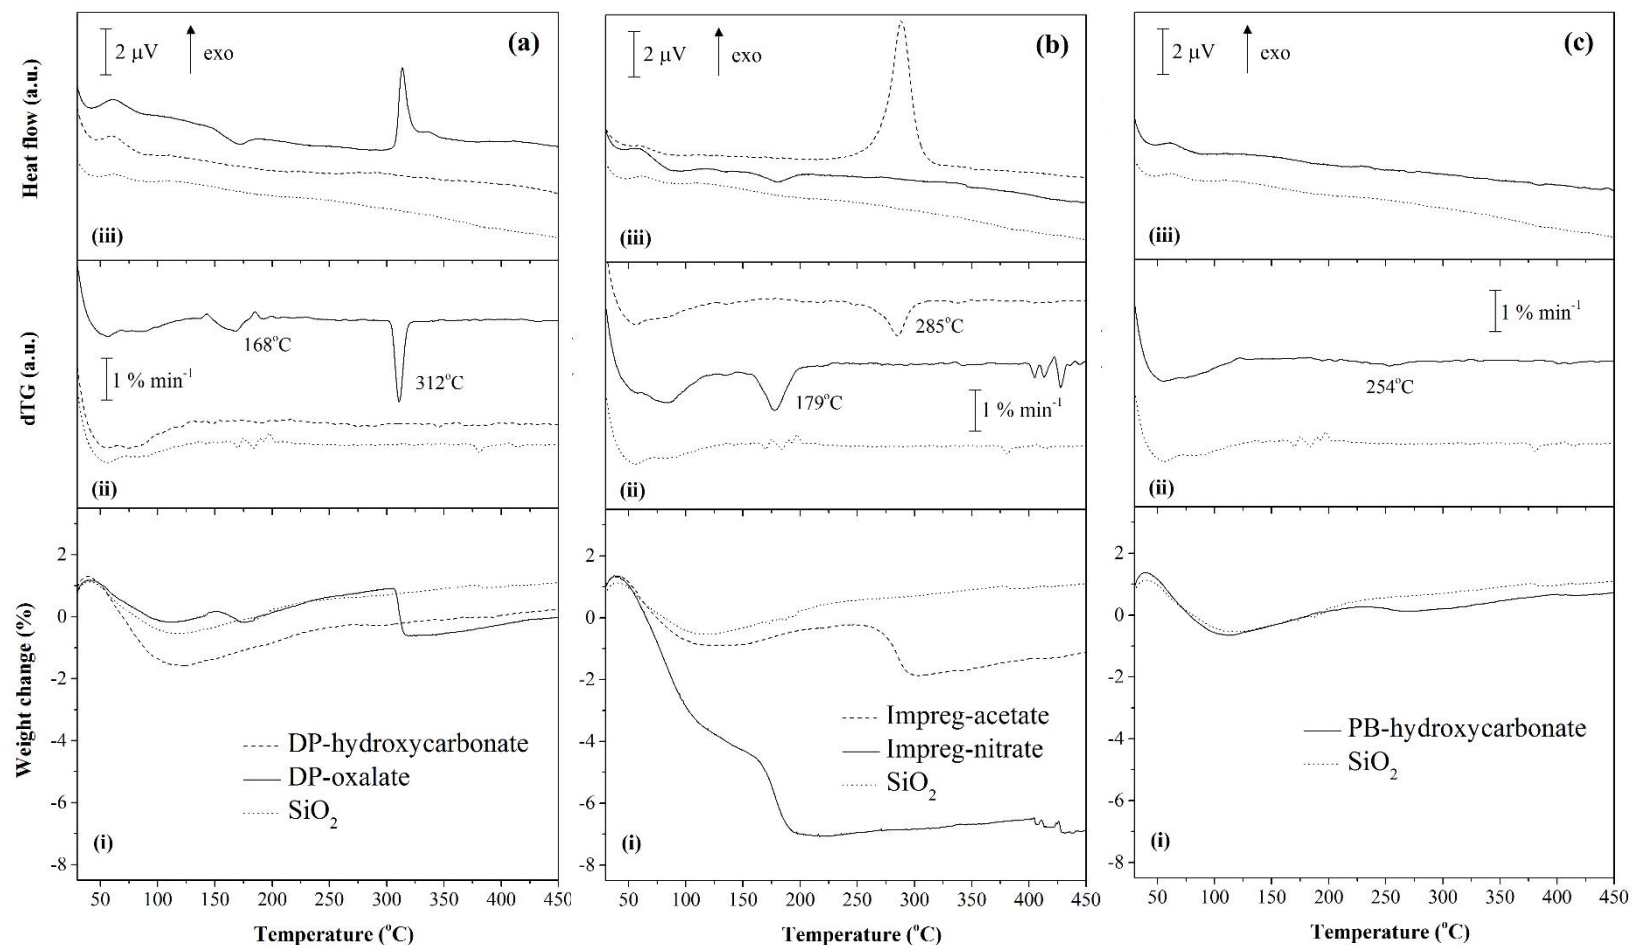 (a)
2 µV
exo
Heat flow (a.u.)
(iii)
168°C
312°C
1 % min⁻¹
dTG (a.u.)
(ii)
2
0
-2
-4
-6
-8
Weight change (%)
DP-hydroxycarbonate
DP-oxalate
SiO₂
(i)
50 100 150 200 250 300 350 400 450
Temperature (°C)
(b)
2 µV
exo
(iii)
285°C
179°C
1 % min⁻¹
(ii)
2
0
-2
-4
-6
-8
Impreg-acetate
Impreg-nitrate
SiO₂
(i)
50 100 150 200 250 300 350 400 450
Temperature (°C)
(c)
2 µV
exo
(iii)
1 % min⁻¹
254°C
(ii)
2
0
-2
-4
-6
-8
PB-hydroxycarbonate
SiO₂
(i)
50 100 150 200 250 300 350 400 450
Temperature (°C)